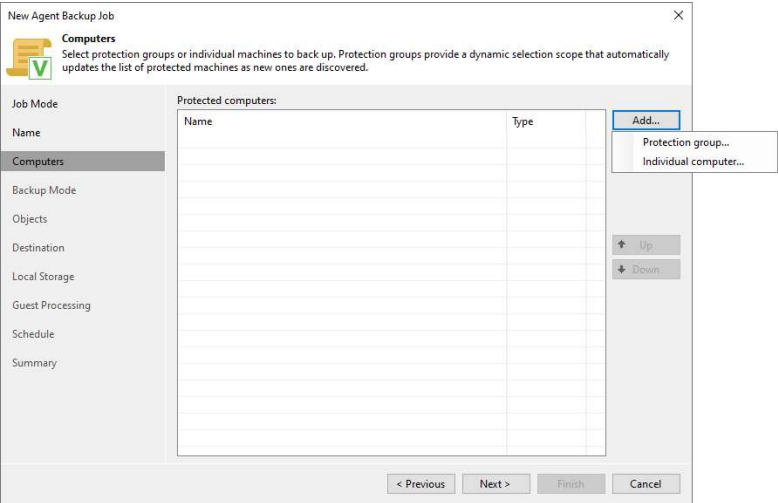 New Agent Backup Job
Computers
Select protection groups or individual machines to back up. Protection groups provide a dynamic selection scope that automatically
updates the list of protected machines as new ones are discovered.
V
Job Mode
Name
Computers
Backup Mode
Objects
Destination
Local Storage
Guest Processing
Schedule
Summary
Protected computers:
Name Type
Add...
Protection group...
Individual computer...
Up
Down
< Previous Next > Finish Cancel